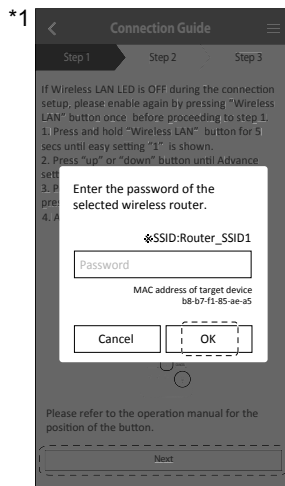 *1
Connection Guide
Step 1 Step 2 Step 3
If Wireless LAN LED is OFF during the connection
setup, please enable again by pressing “Wireless
LAN” button once before proceeding to step 1.
1. Press and hold “Wireless LAN” button for 5
secs until easy setting “1” is shown.
2. Press “up” or “down” button until Advance
sett
3. P
pres
4. A
Enter the password of the
selected wireless router.
※SSID:Router_SSID1
Password
MAC address of target device
b8-b7-f1-85-ae-a5
Cancel OK
Please refer to the operation manual for the
position of the button.
Next